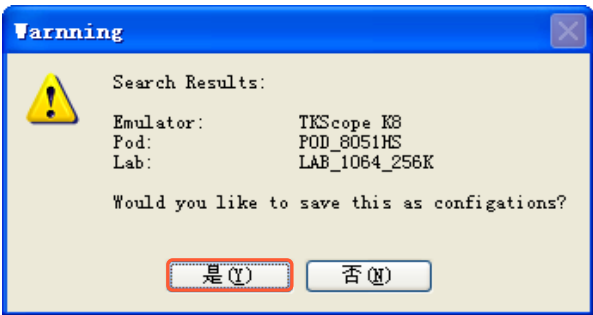 Warnning
Search Results:
Emulator: TKScope K8
Pod: POD_8051HS
Lab: LAB_1064_256K
Would you like to save this as configations?
是(Y) 否(N)